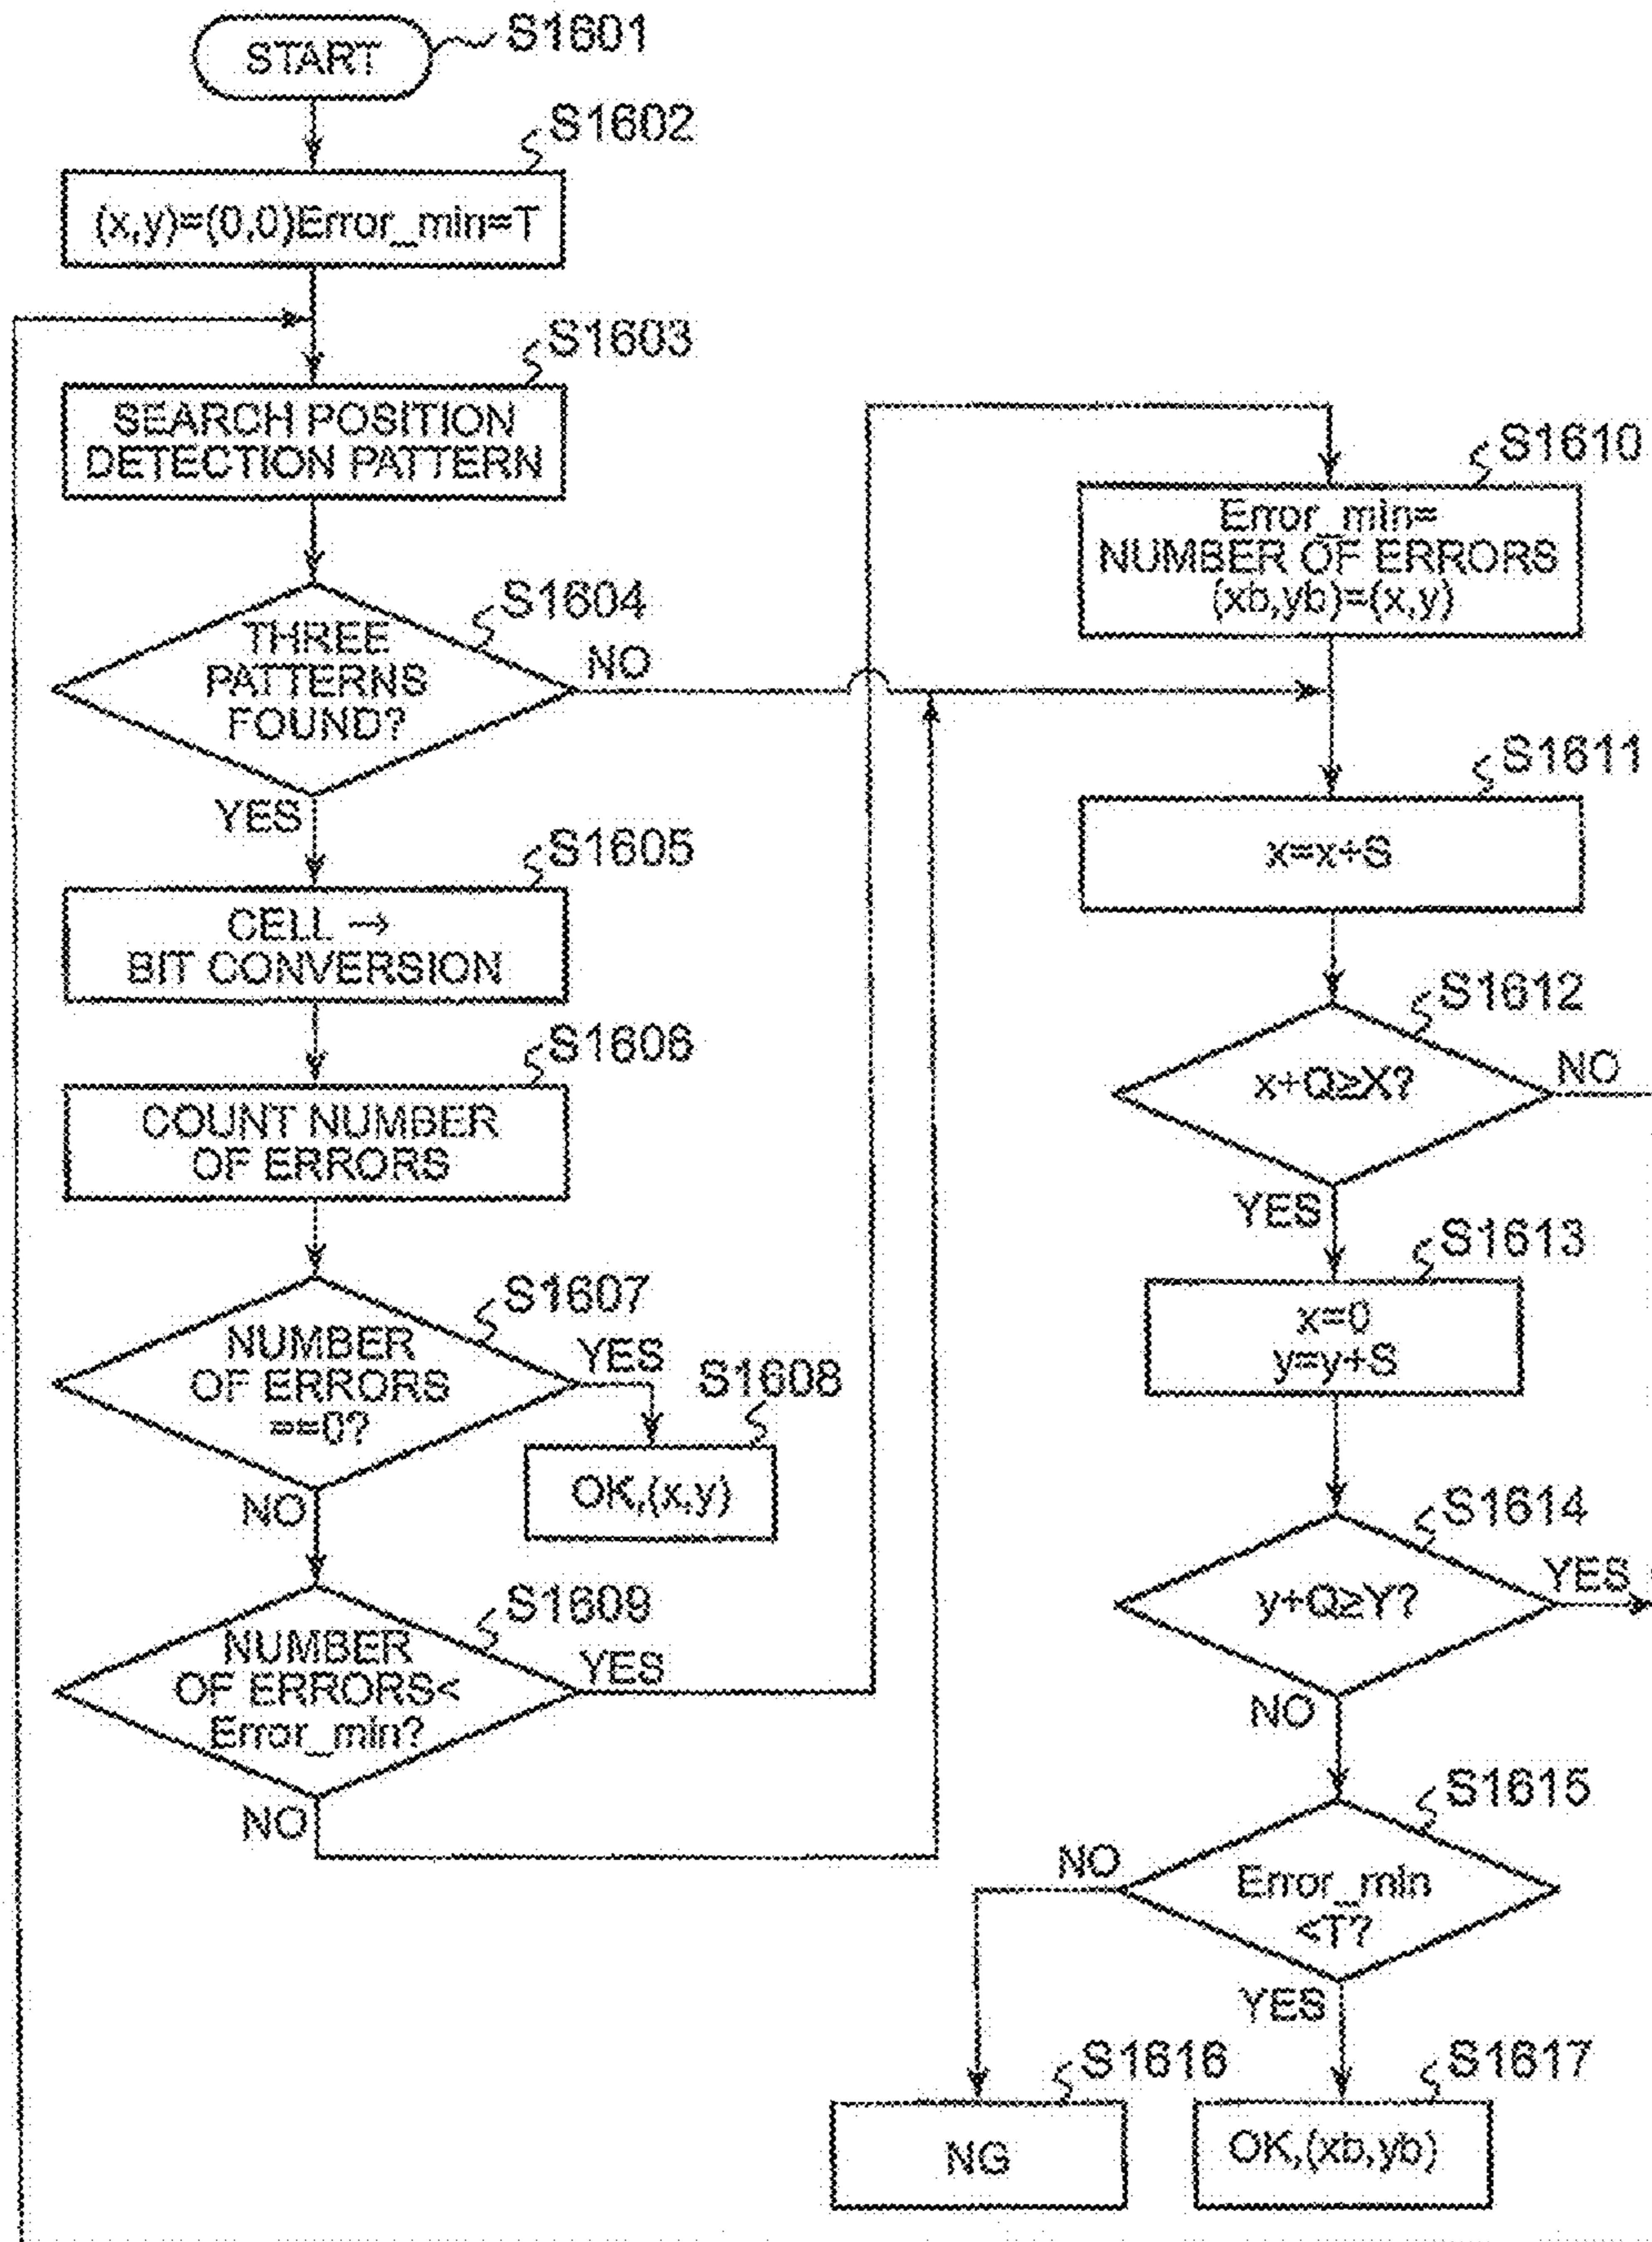 START
S1601
S1602
(x,y)=(0,0)Error_min=T
S1603
SEARCH POSITION
DETECTION PATTERN
S1604
THREE
PATTERNS
FOUND?
NO
YES
S1605
CELL →
BIT CONVERSION
S1606
COUNT NUMBER
OF ERRORS
S1607
NUMBER
OF ERRORS
==0?
YES
NO
S1608
OK,(x,y)
S1609
NUMBER
OF ERRORS<
Error_min?
YES
NO
S1610
Error_min=
NUMBER OF ERRORS
(xb,yb)=(x,y)
S1611
x=x+S
S1612
x+Q≥X?
NO
YES
S1613
x=0
y=y+S
S1614
y+Q≥Y?
YES
NO
S1615
Error_min
<T?
NO
YES
S1616
NG
S1617
OK,(xb,yb)